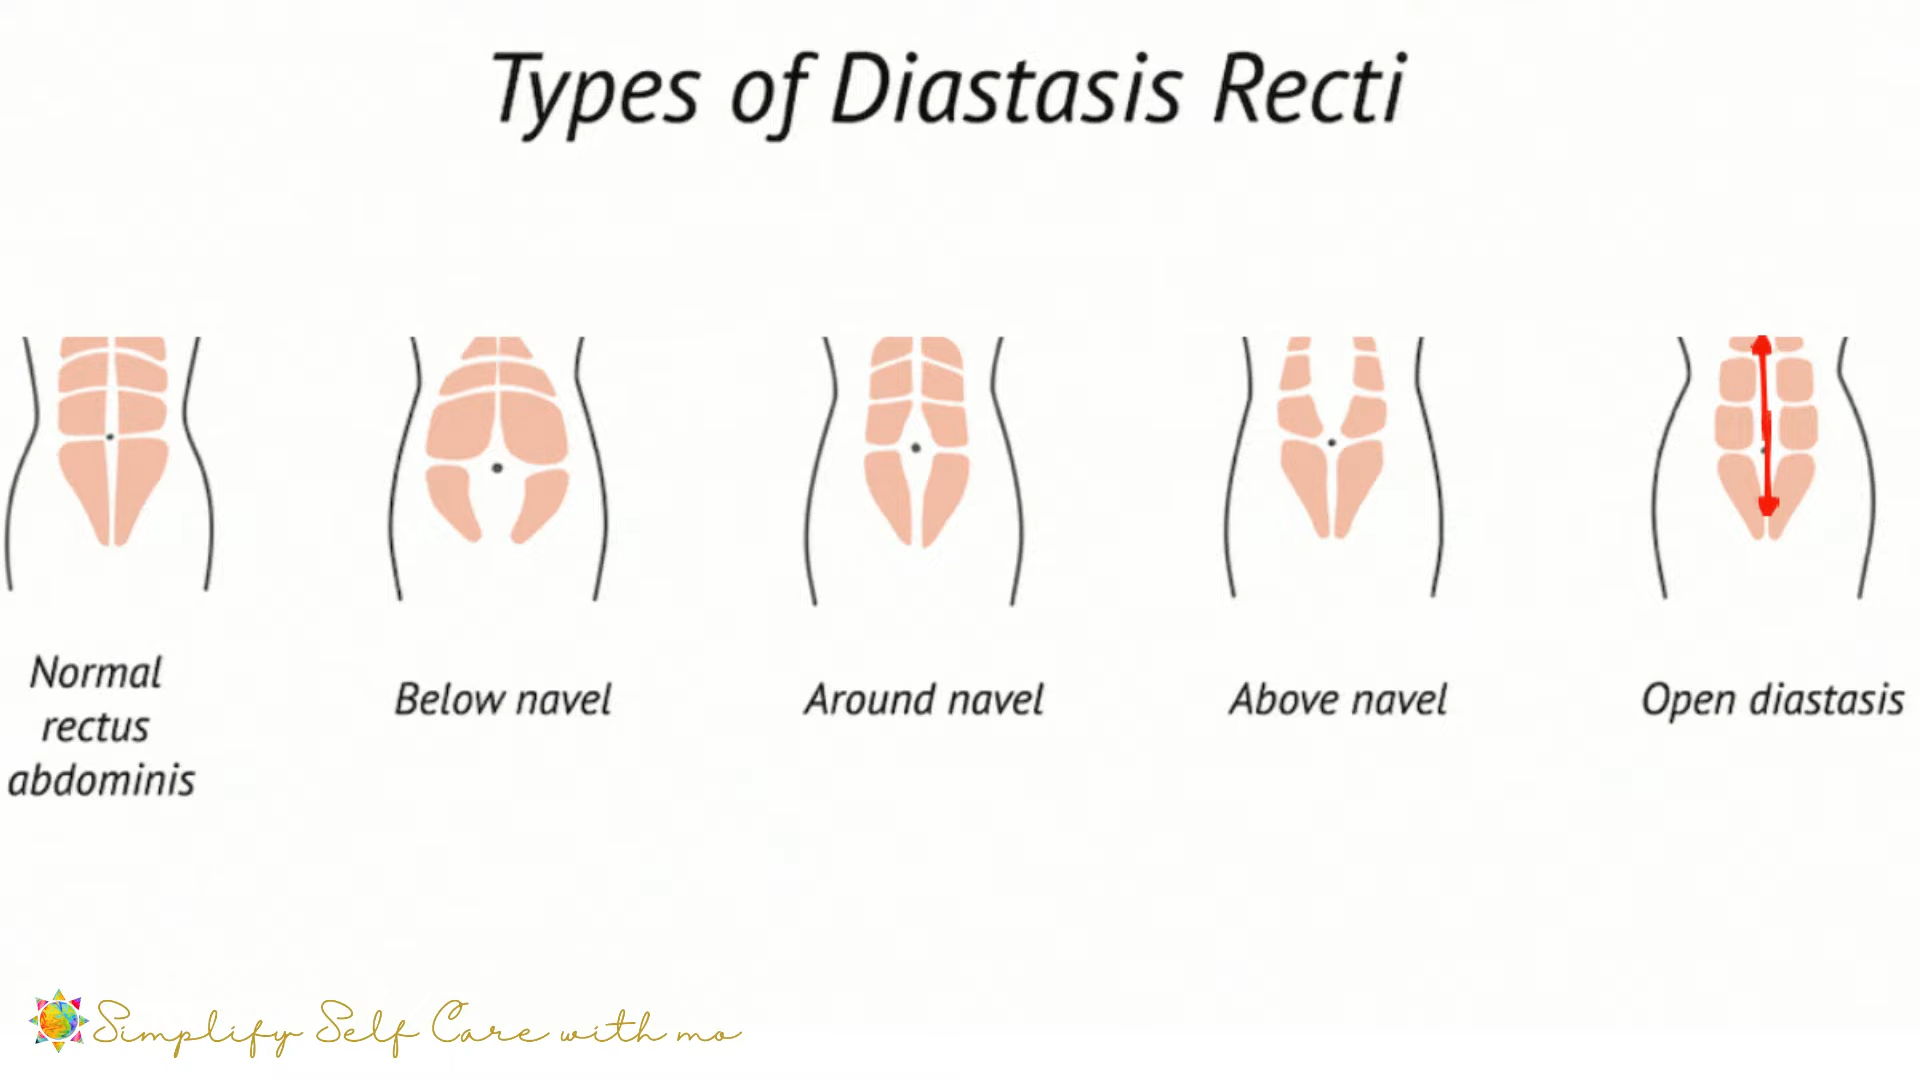 Types of Diastasis Recti
Normal
rectus
abdominis
Below navel
Around navel
Above navel
Open diastasis
Simplify Self Care with mo